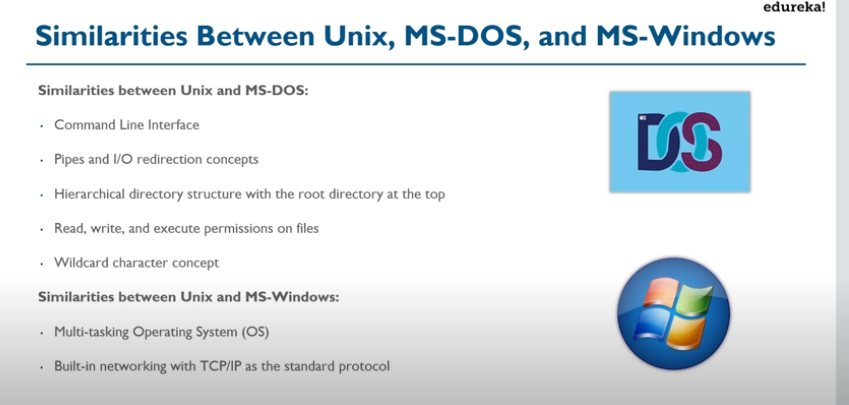 edureka!
Similarities Between Unix, MS-DOS, and MS-Windows
Similarities between Unix and MS-DOS:
· Command Line Interface
· Pipes and I/O redirection concepts
· Hierarchical directory structure with the root directory at the top
· Read, write, and execute permissions on files
· Wildcard character concept
Similarities between Unix and MS-Windows:
· Multi-tasking Operating System (OS)
· Built-in networking with TCP/IP as the standard protocol
MS
DOS